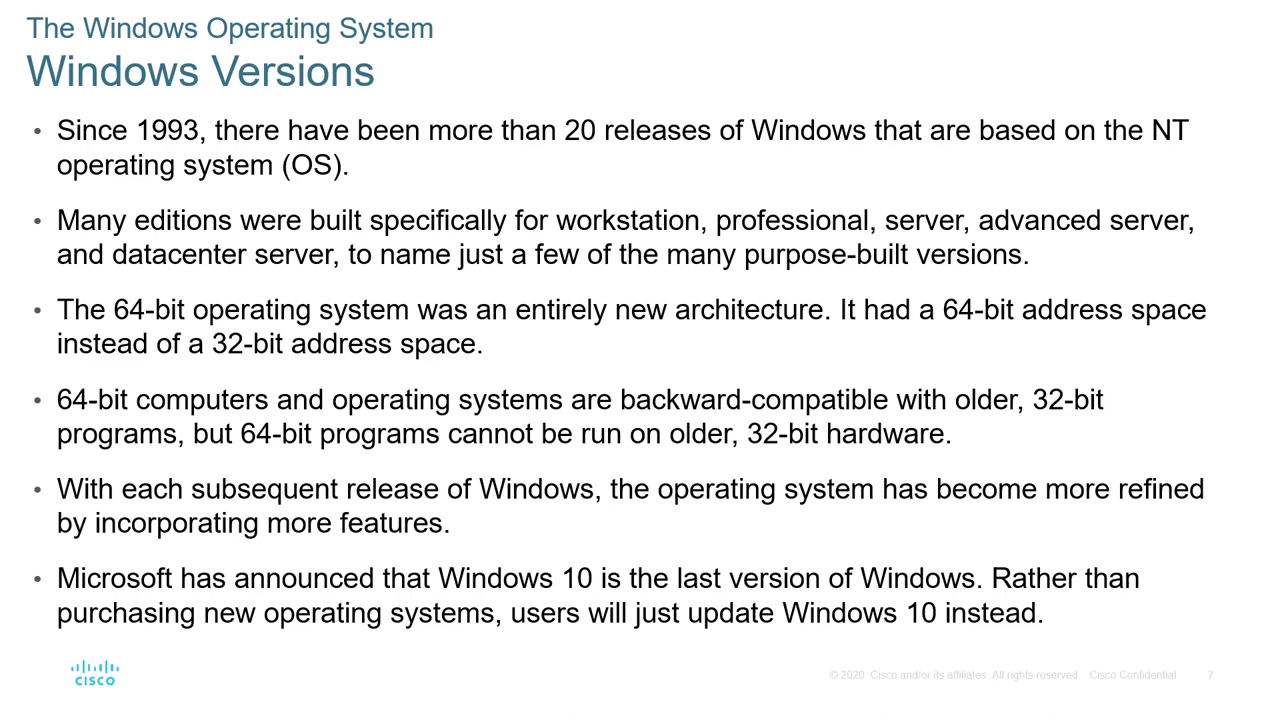 The Windows Operating System
Windows Versions
• Since 1993, there have been more than 20 releases of Windows that are based on the NT
operating system (OS).
• Many editions were built specifically for workstation, professional, server, advanced server,
and datacenter server, to name just a few of the many purpose-built versions.
• The 64-bit operating system was an entirely new architecture. It had a 64-bit address space
instead of a 32-bit address space.
• 64-bit computers and operating systems are backward-compatible with older, 32-bit
programs, but 64-bit programs cannot be run on older, 32-bit hardware.
• With each subsequent release of Windows, the operating system has become more refined
by incorporating more features.
• Microsoft has announced that Windows 10 is the last version of Windows. Rather than
purchasing new operating systems, users will just update Windows 10 instead.
CISCO
© 2020 Cisco and/or its affiliates. All rights reserved. Cisco Confidential 7